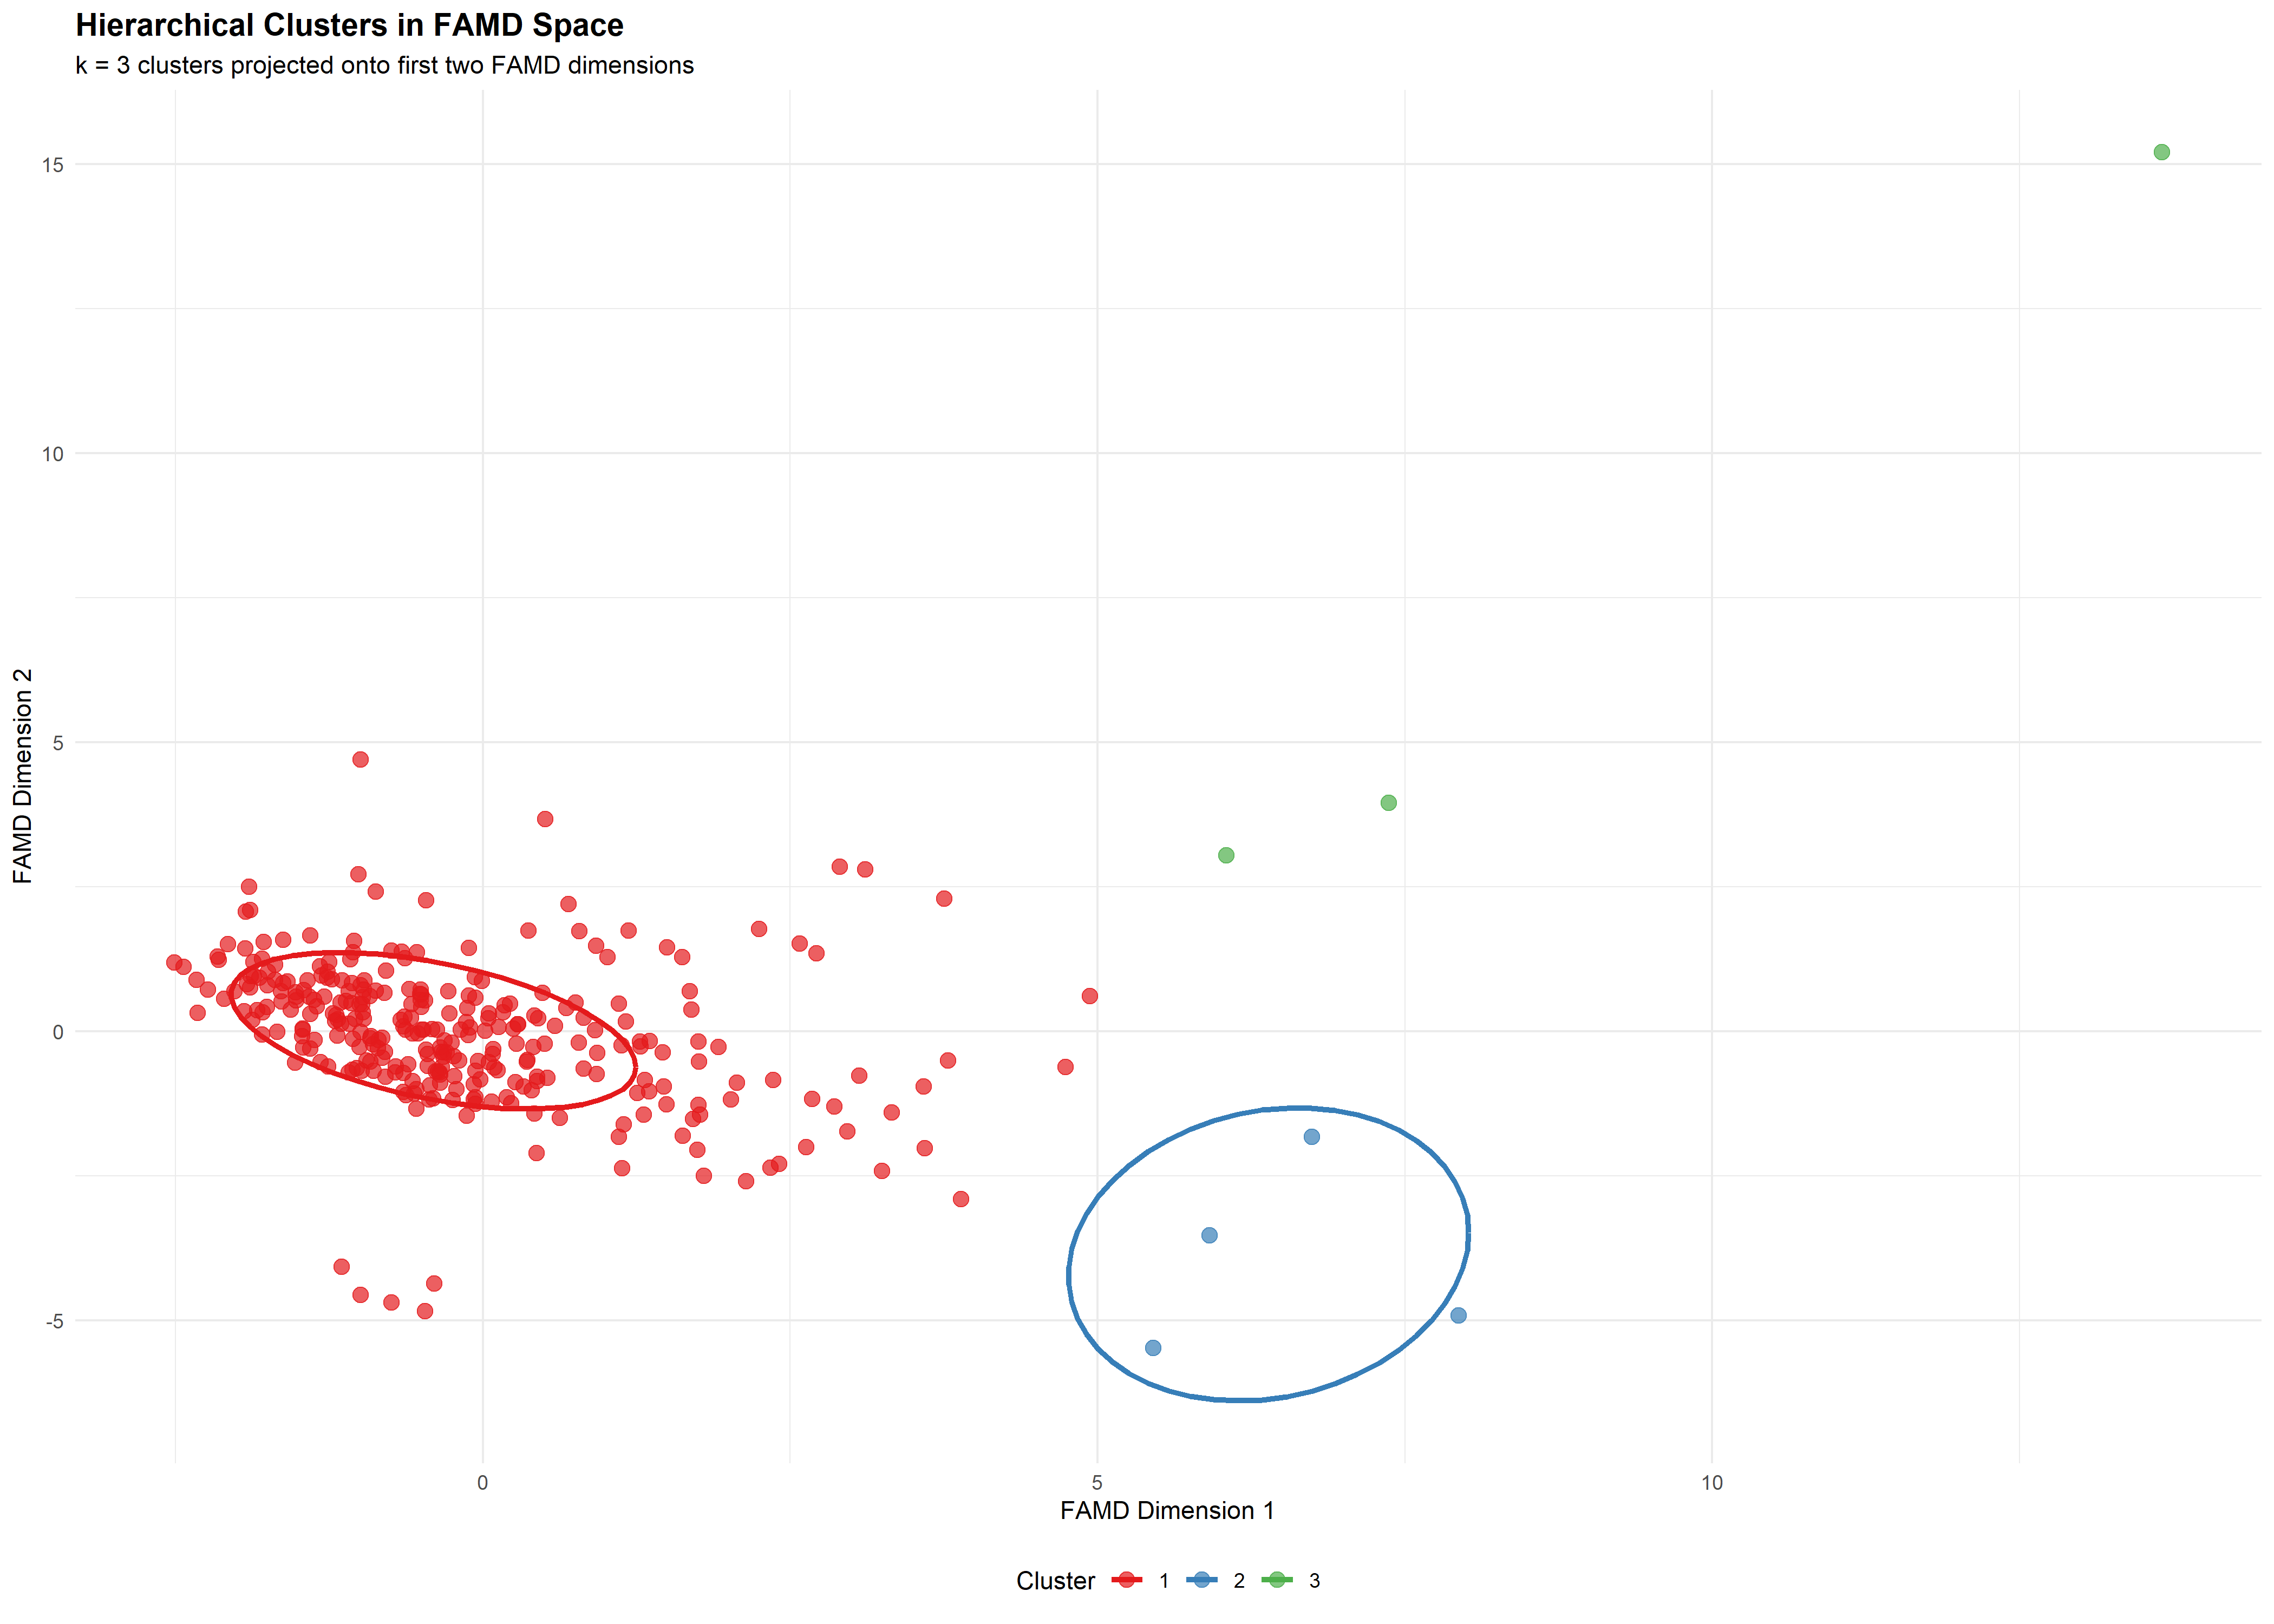 Hierarchical Clusters in FAMD Space
k = 3 clusters projected onto first two FAMD dimensions
15
10
5
0
-5
FAMD Dimension 2
0
5
10
FAMD Dimension 1
Cluster 1 2 3